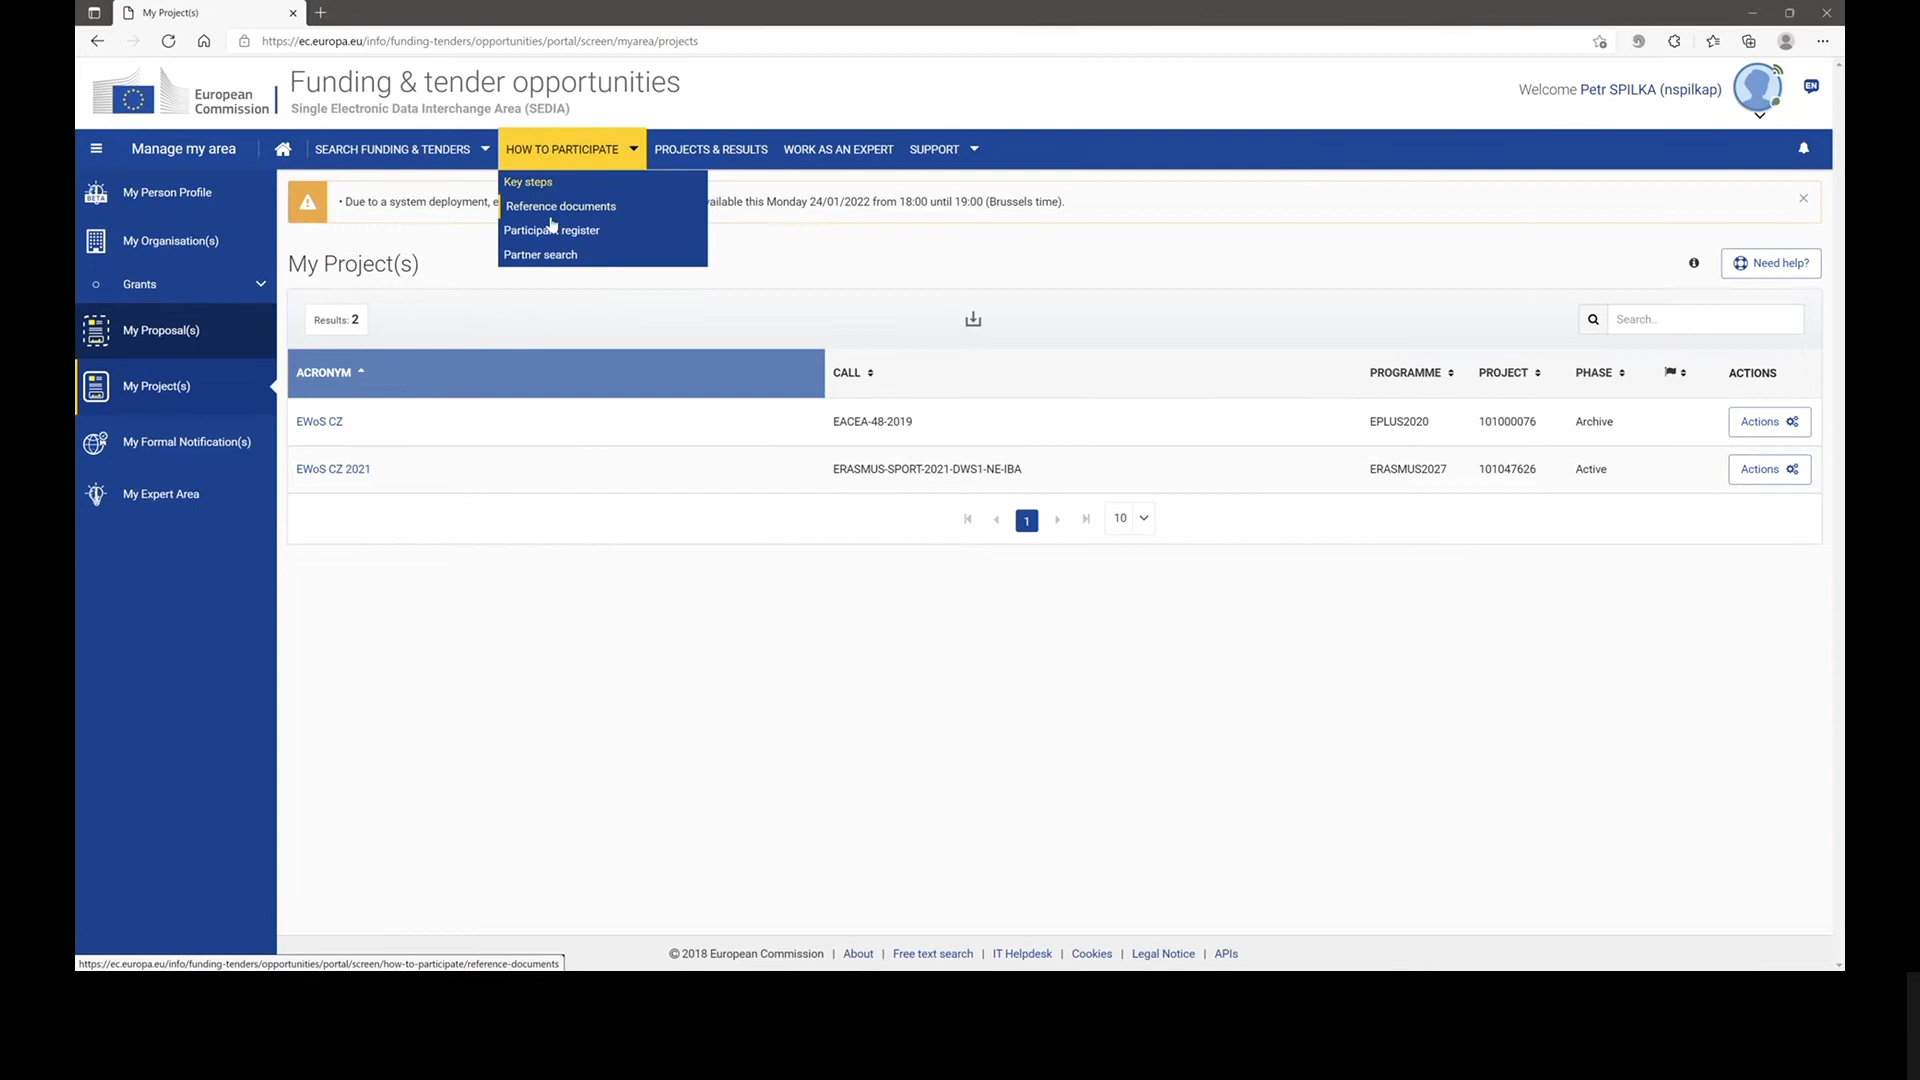 My Project(s)
https://ec.europa.eu/info/funding-tenders/opportunities/portal/screen/myarea/projects
European
Commission
Funding & tender opportunities
Single Electronic Data Interchange Area (SEDIA)
Welcome Petr SPILKA (nspilkap)
EN
Manage my area
SEARCH FUNDING & TENDERS
HOW TO PARTICIPATE
PROJECTS & RESULTS
WORK AS AN EXPERT
SUPPORT
BETA
My Person Profile
My Organisation(s)
Grants
My Proposal(s)
My Project(s)
My Formal Notification(s)
My Expert Area
Key steps
Reference documents
Participant register
Partner search
• Due to a system deployment, e
vailable this Monday 24/01/2022 from 18:00 until 19:00 (Brussels time).
My Project(s)
Need help?
Results: 2
Search..
ACRONYM CALL PROGRAMME PROJECT PHASE ACTIONS
EWoS CZ EACEA-48-2019 EPLUS2020 101000076 Archive Actions
EWoS CZ 2021 ERASMUS-SPORT-2021-DWS1-NE-IBA ERASMUS2027 101047626 Active Actions
1 10
© 2018 European Commission | About | Free text search | IT Helpdesk | Cookies | Legal Notice | APIs
https://ec.europa.eu/info/funding-tenders/opportunities/portal/screen/how-to-participate/reference-documents